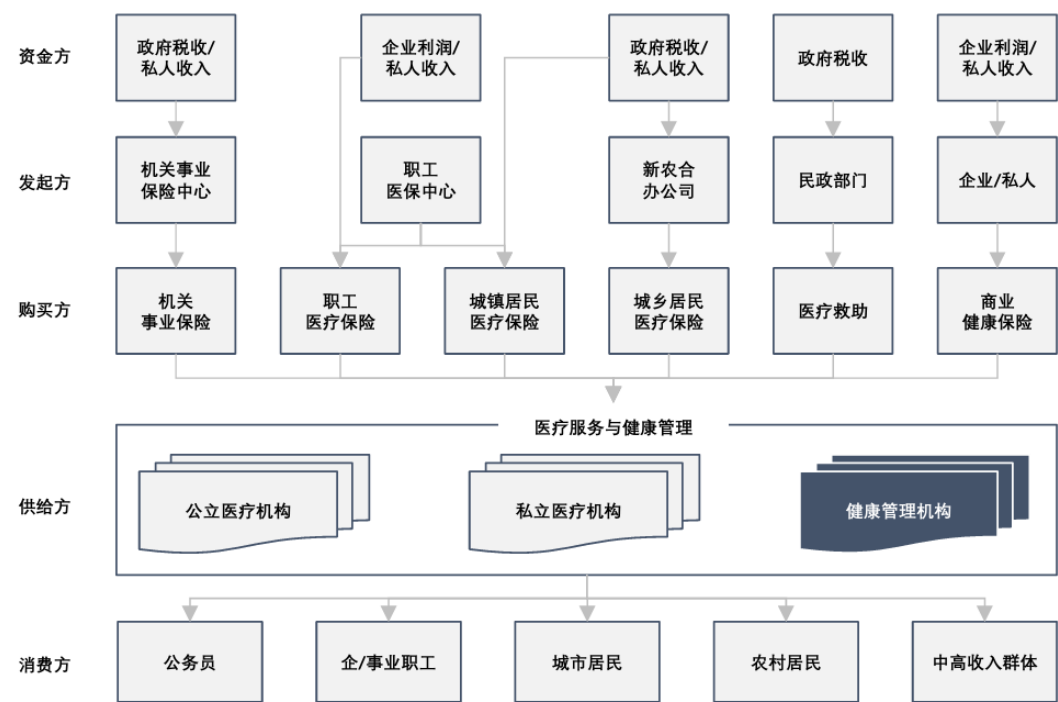 资金方
政府税收/
私人收入
企业利润/
私人收入
政府税收/
私人收入
政府税收
企业利润/
私人收入
发起方
机关事业
保险中心
职工
医保中心
新农合
办公司
民政部门
企业/私人
购买方
机关
事业保险
职工
医疗保险
城镇居民
医疗保险
城乡居民
医疗保险
医疗救助
商业
健康保险
医疗服务与健康管理
供给方
公立医疗机构
私立医疗机构
健康管理机构
消费方
公务员
企/事业职工
城市居民
农村居民
中高收入群体